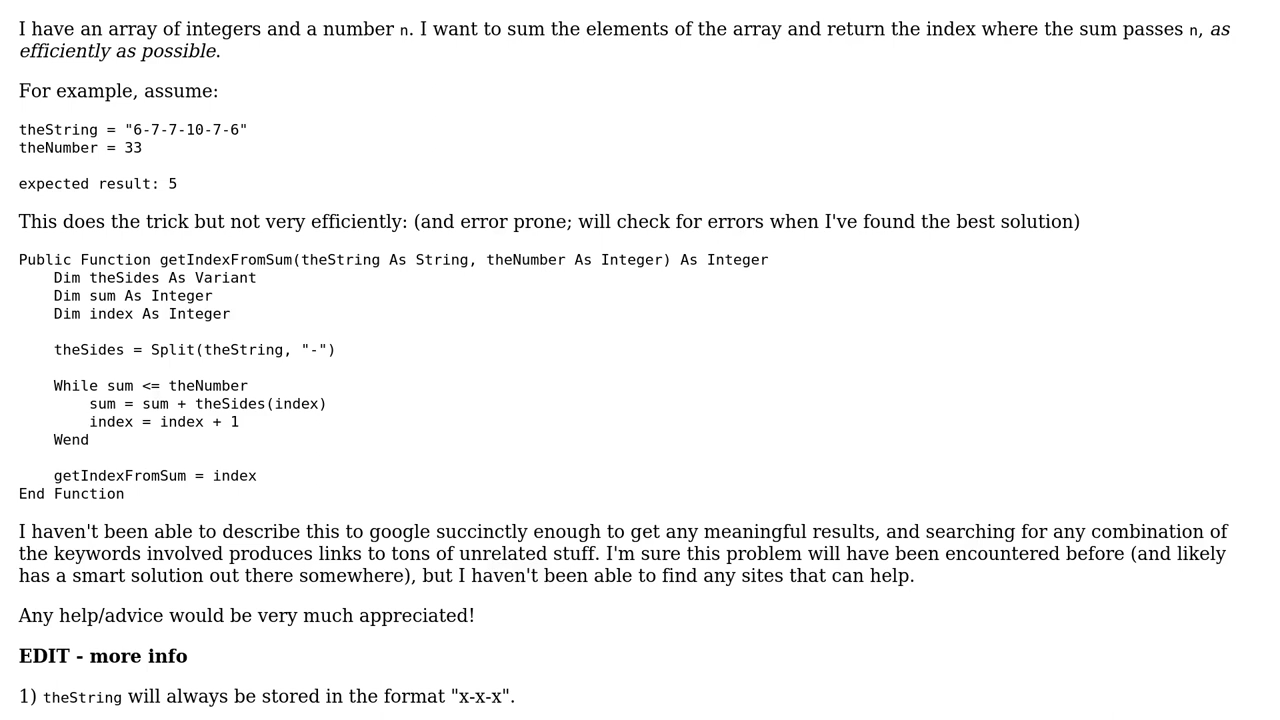 I have an array of integers and a number n. I want to sum the elements of the array and return the index where the sum passes n, as
efficiently as possible.
For example, assume:
theString = "6-7-7-10-7-6"
theNumber = 33
expected result: 5
This does the trick but not very efficiently: (and error prone; will check for errors when I've found the best solution)
Public Function getIndexFromSum(theString As String, theNumber As Integer) As Integer
    Dim theSides As Variant
    Dim sum As Integer
    Dim index As Integer
    theSides = Split(theString, "-")
    While sum <= theNumber
        sum = sum + theSides(index)
        index = index + 1
    Wend
    getIndexFromSum = index
End Function
I haven't been able to describe this to google succinctly enough to get any meaningful results, and searching for any combination of
the keywords involved produces links to tons of unrelated stuff. I'm sure this problem will have been encountered before (and likely
has a smart solution out there somewhere), but I haven't been able to find any sites that can help.
Any help/advice would be very much appreciated!
EDIT - more info
1) theString will always be stored in the format "x-x-x".